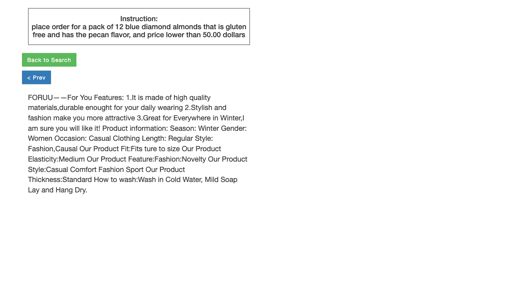 Instruction:
place order for a pack of 12 blue diamond almonds that is gluten
free and has the pecan flavor, and price lower than 50.00 dollars
Back to Search
< Prev
FORUU——For You Features: 1.It is made of high quality
materials,durable enought for your daily wearing 2.Stylish and
fashion make you more attractive 3.Great for Everywhere in Winter,I
am sure you will like it! Product information: Season: Winter Gender:
Women Occasion: Casual Clothing Length: Regular Style:
Fashion,Causal Our Product Fit:Fits ture to size Our Product
Elasticity:Medium Our Product Feature:Fashion:Novelty Our Product
Style:Casual Comfort Fashion Sport Our Product
Thickness:Standard How to wash:Wash in Cold Water, Mild Soap
Lay and Hang Dry.